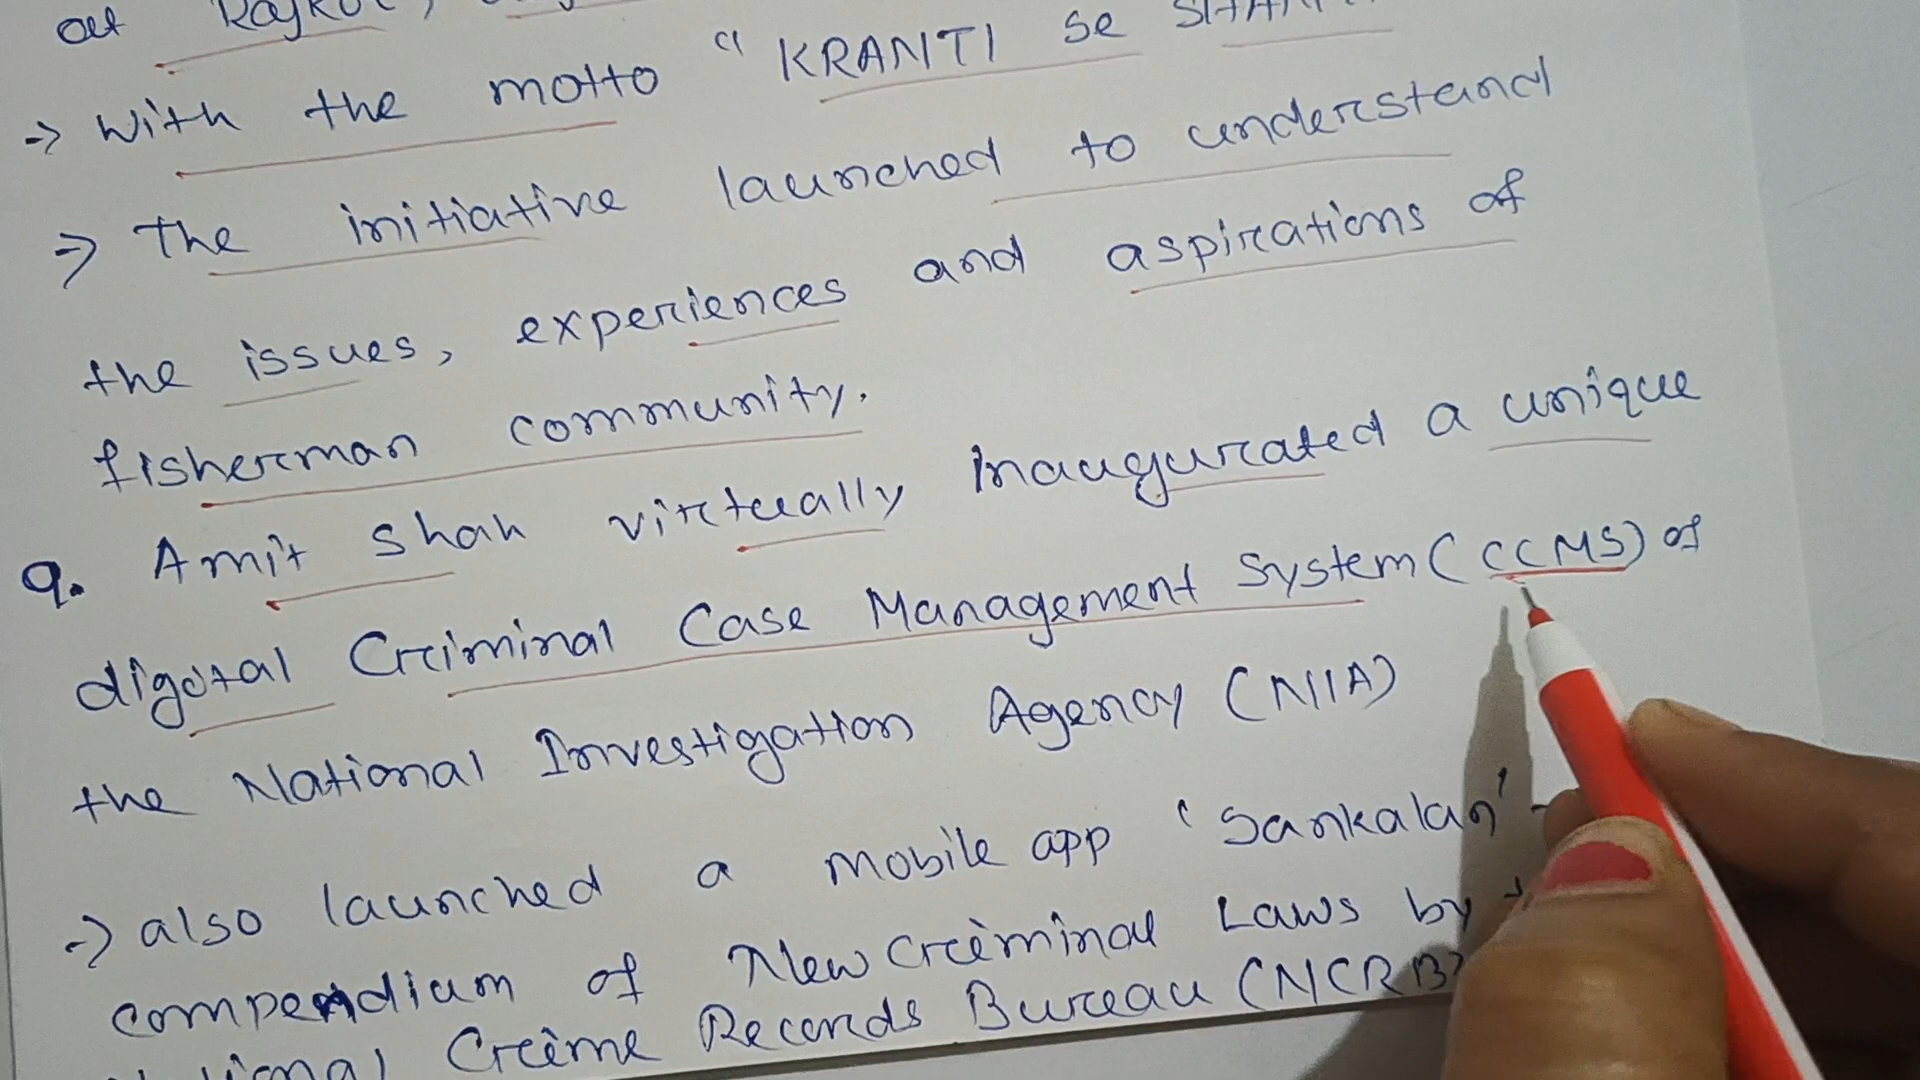 at Rajkot,
→ With the motto "KRANTI se
→ The initiative launched to understand
the issues, experiences and aspirations of
fisherman community.
9. Amit Shah virtually Inaugurated a unique
digotal Criminal Case Management System (CCMS) of
the National Investigation Agency (NIA)
→ also launched a mobile app 'Sankalan' -
compendium of New Criminal Laws by
Crime Records Bureau (NCRB)